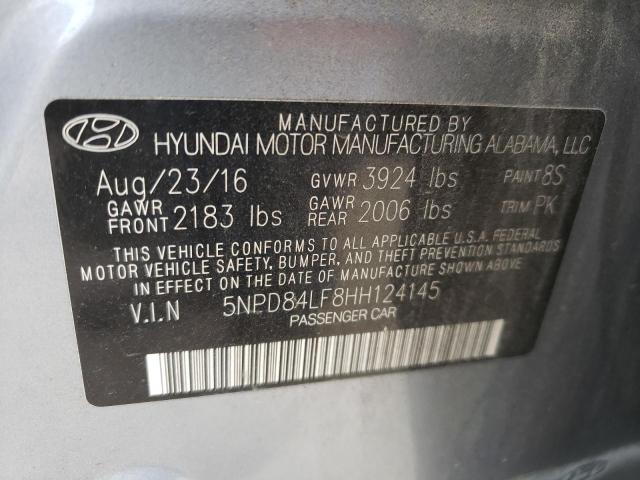 MANUFACTURED BY
HYUNDAI MOTOR MANUFACTURING ALABAMA, LLC
Aug/23/16 GVWR 3924 lbs PAINT 8S
GAWR FRONT 2183 lbs GAWR REAR 2006 lbs TRIM PK
THIS VEHICLE CONFORMS TO ALL APPLICABLE U.S.A. FEDERAL
MOTOR VEHICLE SAFETY, BUMPER, AND THEFT PREVENTION STANDARDS
IN EFFECT ON THE DATE OF MANUFACTURE SHOWN ABOVE
V.I.N 5NPD84LF8HH124145
PASSENGER CAR